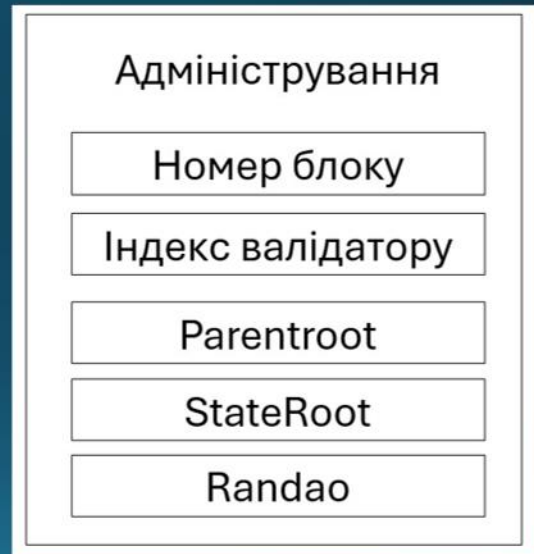 Адміністрування
Номер блоку
Індекс валідатору
Parentroot
StateRoot
Randao